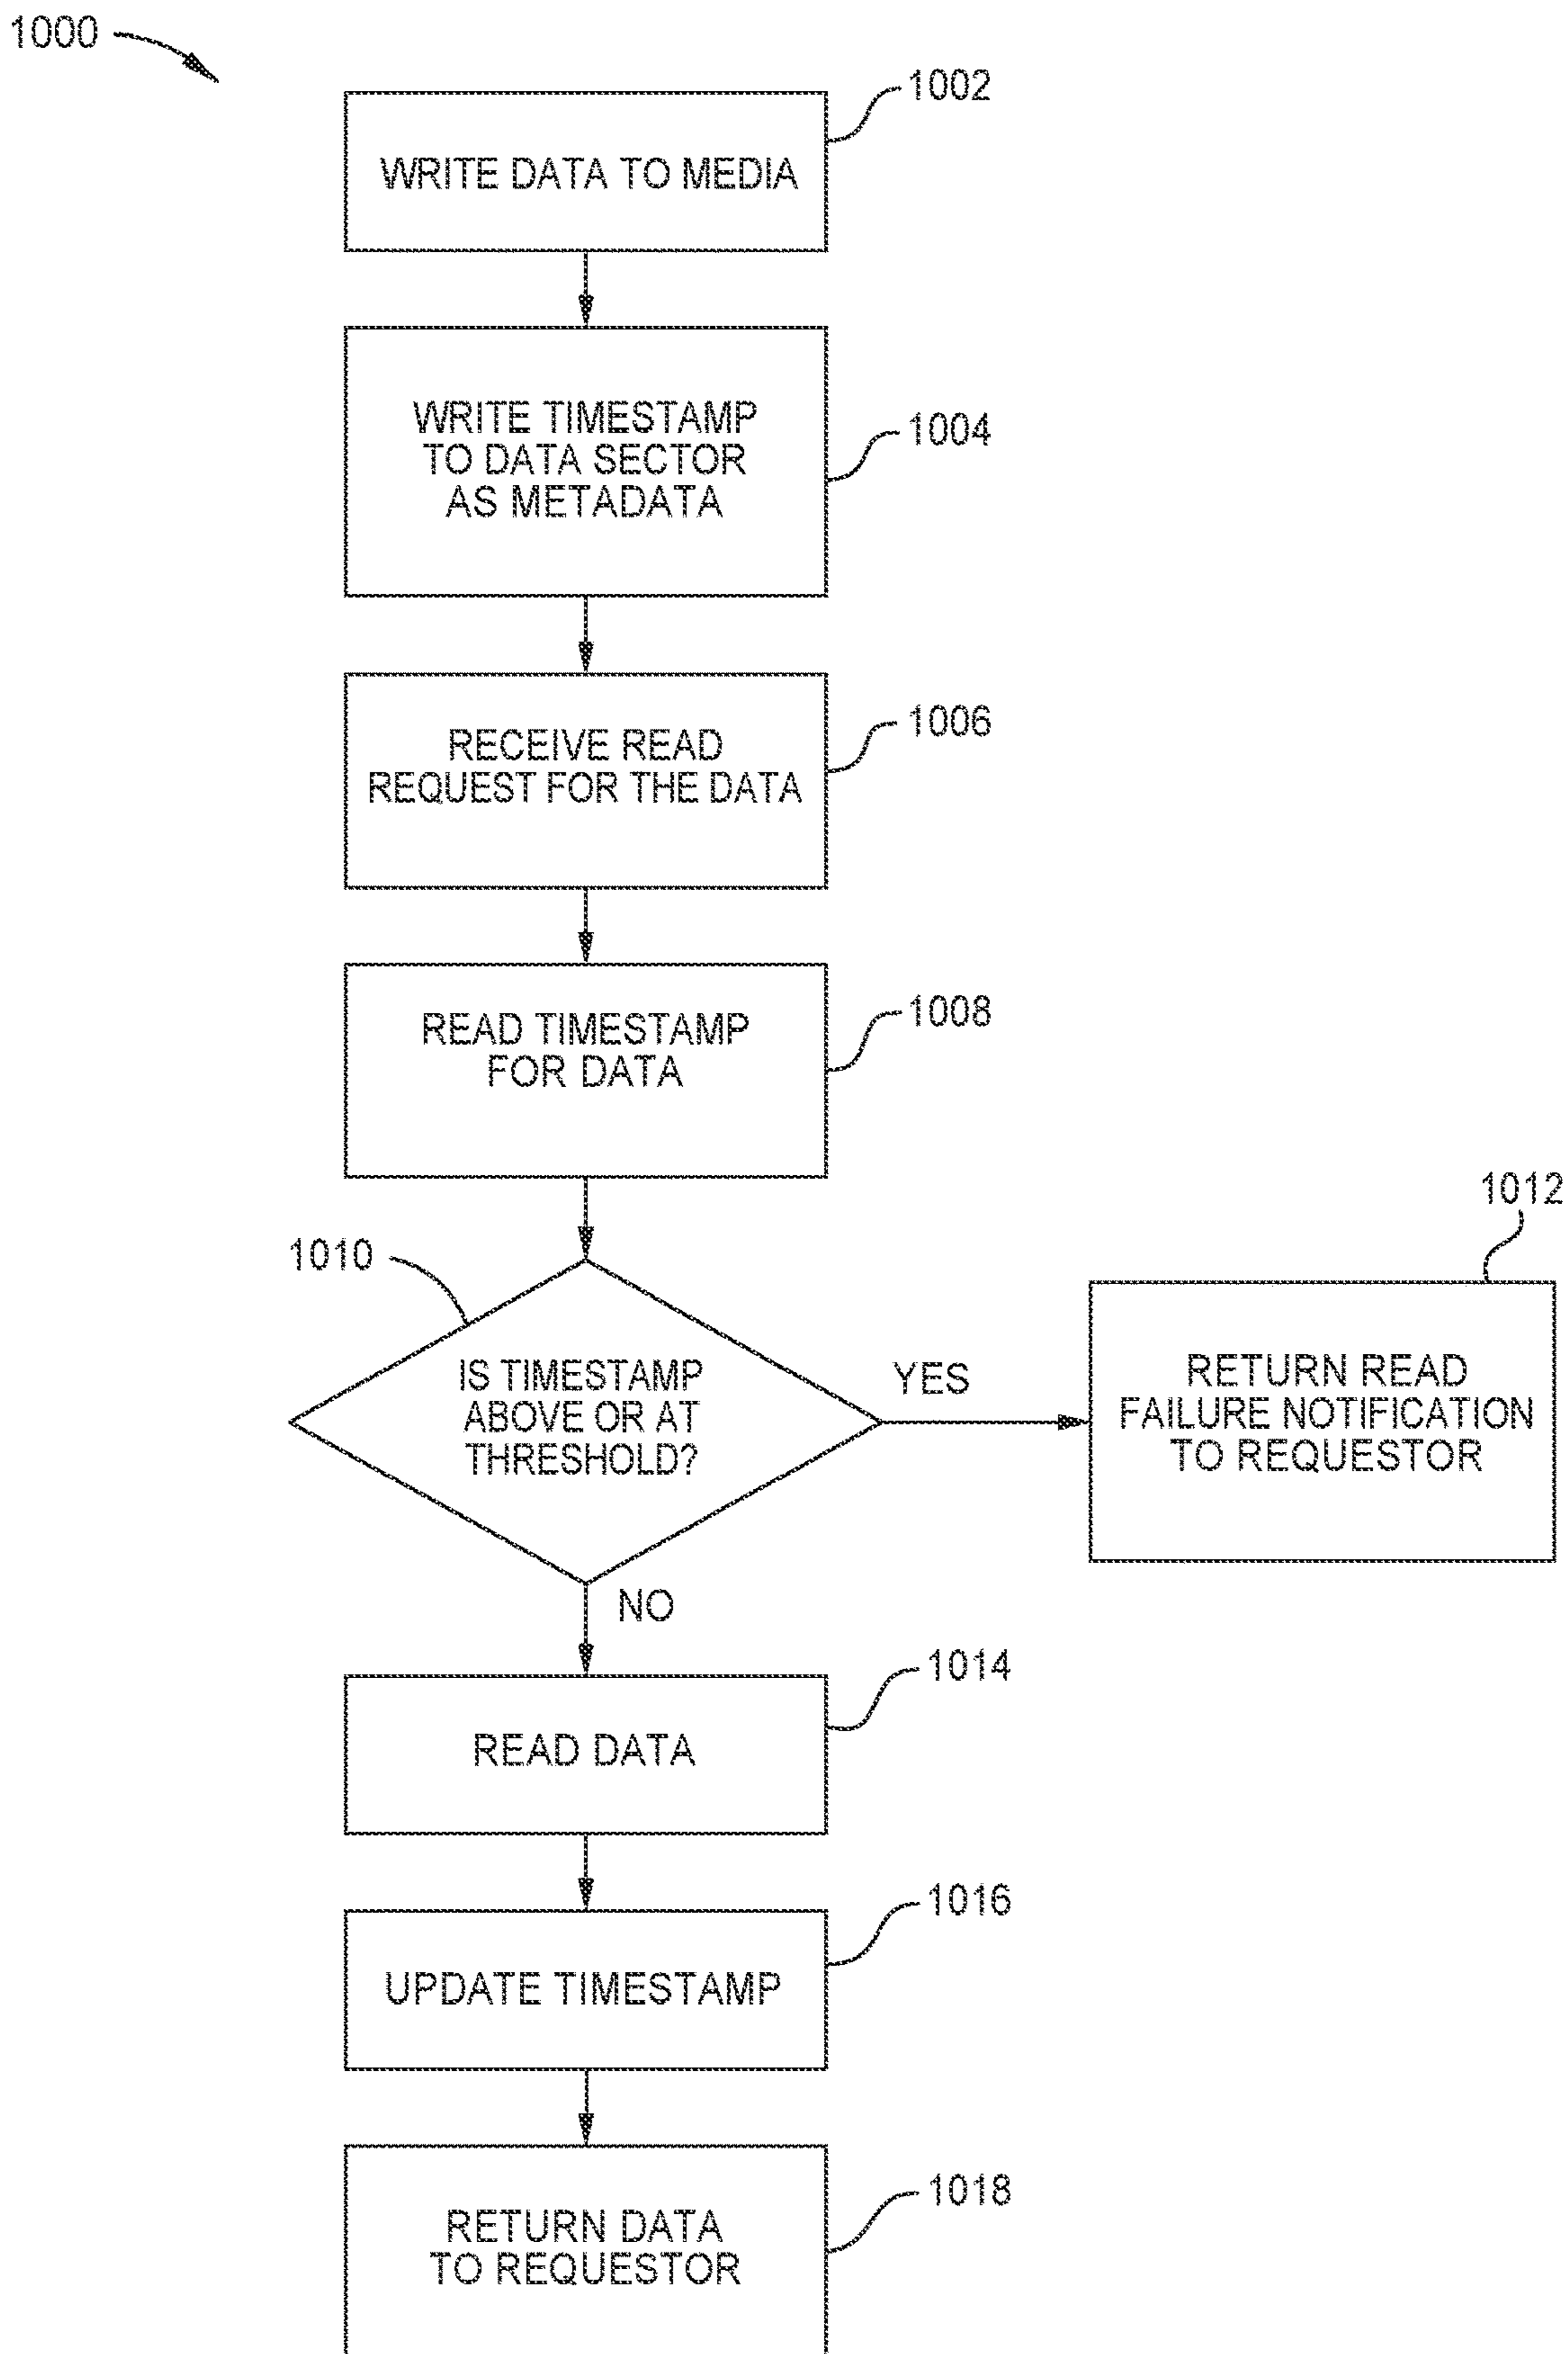 1000
1002
WRITE DATA TO MEDIA
WRITE TIMESTAMP
TO DATA SECTOR
AS METADATA
1004
RECEIVE READ
REQUEST FOR THE DATA
1006
READ TIMESTAMP
FOR DATA
1008
1010
IS TIMESTAMP
ABOVE OR AT
THRESHOLD?
YES
1012
RETURN READ
FAILURE NOTIFICATION
TO REQUESTOR
NO
1014
READ DATA
1016
UPDATE TIMESTAMP
1018
RETURN DATA
TO REQUESTOR